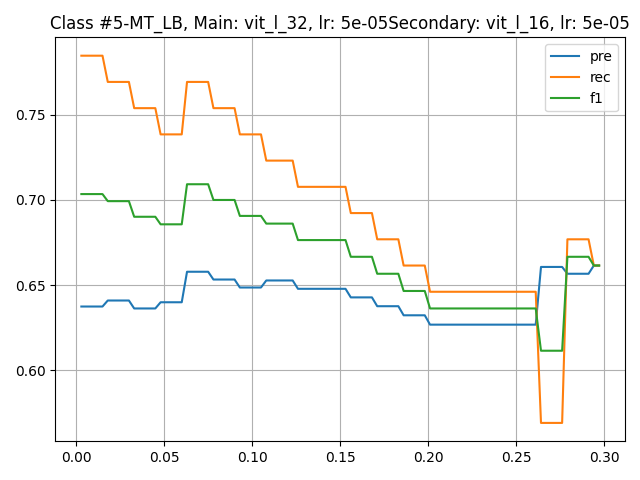 Class #5-MT_LB, Main: vit_l_32, lr: 5e-05Secondary: vit_l_16, lr: 5e-05
pre
rec
f1
0.75
0.70
0.65
0.60
0.00 0.05 0.10 0.15 0.20 0.25 0.30